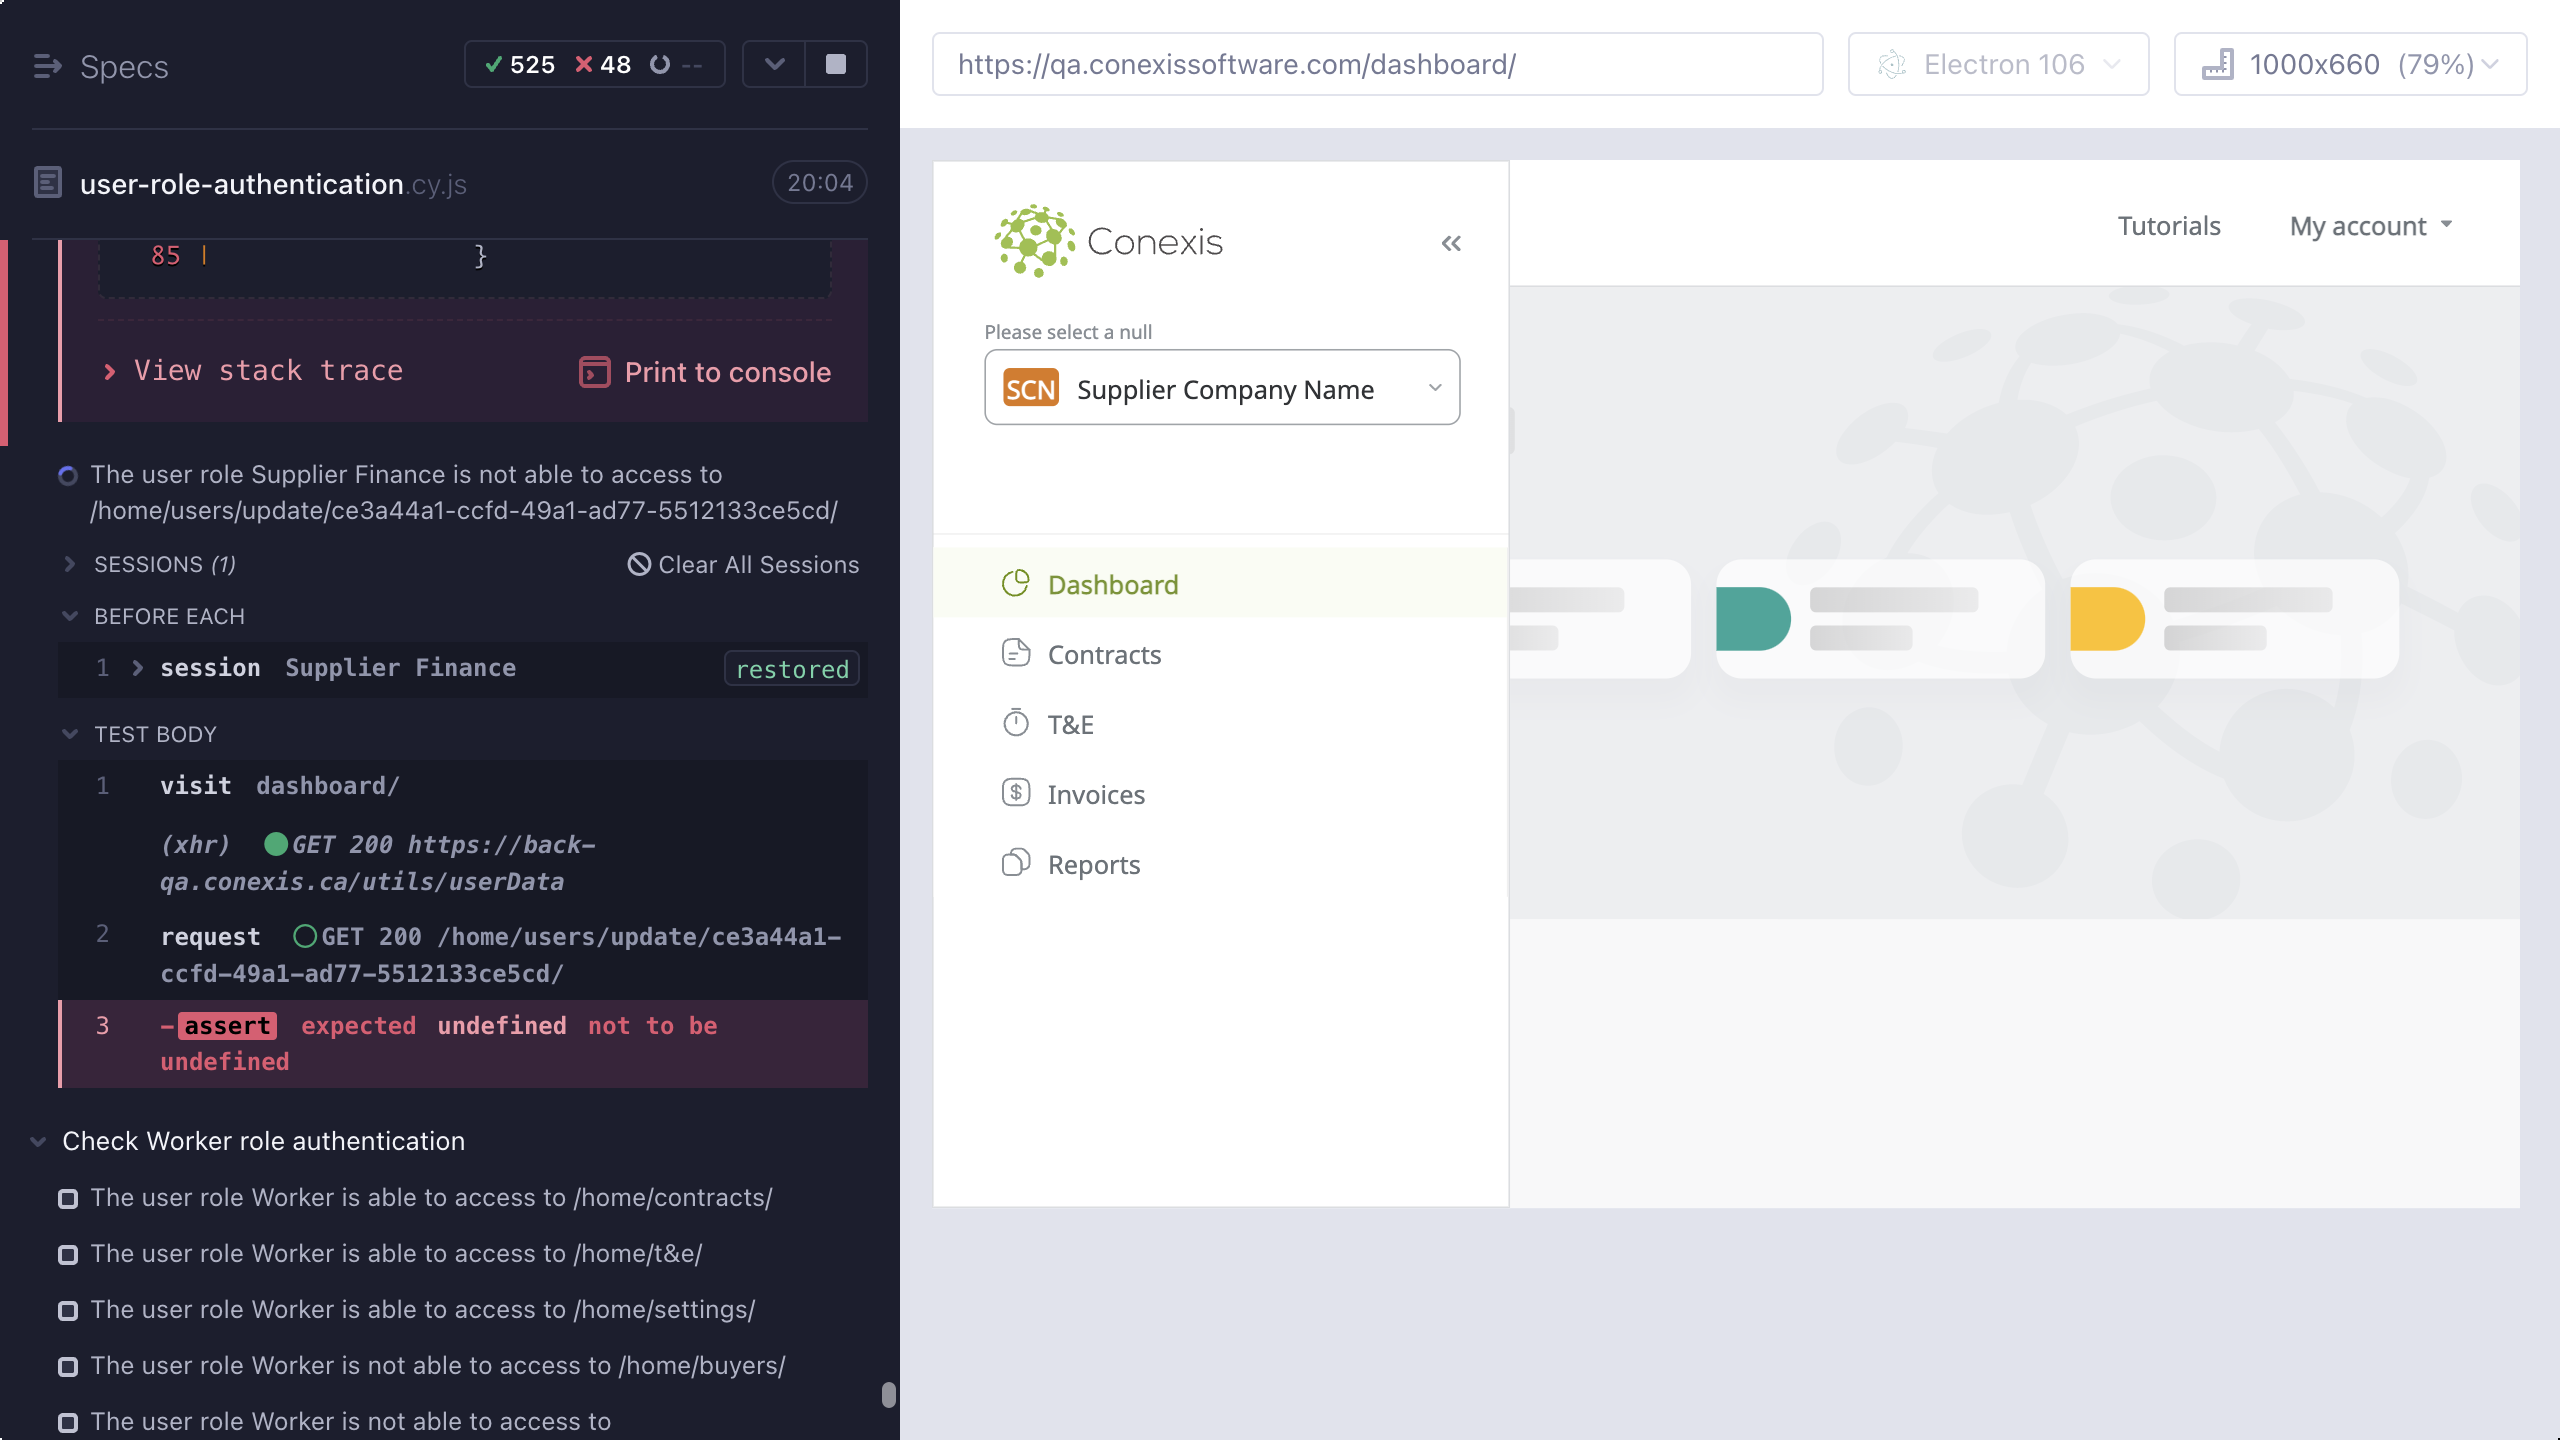 Specs
525 48 --
user-role-authentication.cy.js
20:04
85 | }
View stack trace
Print to console
The user role Supplier Finance is not able to access to
/home/users/update/ce3a44a1-ccfd-49a1-ad77-5512133ce5cd/
SESSIONS (1)
Clear All Sessions
BEFORE EACH
1 session Supplier Finance restored
TEST BODY
1 visit dashboard/
(xhr) GET 200 https://back-
qa.conexis.ca/utils/userData
2 request GET 200 /home/users/update/ce3a44a1-
ccfd-49a1-ad77-5512133ce5cd/
3 -assert expected undefined not to be
undefined
Check Worker role authentication
The user role Worker is able to access to /home/contracts/
The user role Worker is able to access to /home/t&e/
The user role Worker is able to access to /home/settings/
The user role Worker is not able to access to /home/buyers/
The user role Worker is not able to access to
https://qa.conexissoftware.com/dashboard/
Electron 106
1000x660 (79%)
Conexis
Tutorials
My account
Please select a null
SCN Supplier Company Name
Dashboard
Contracts
T&E
Invoices
Reports